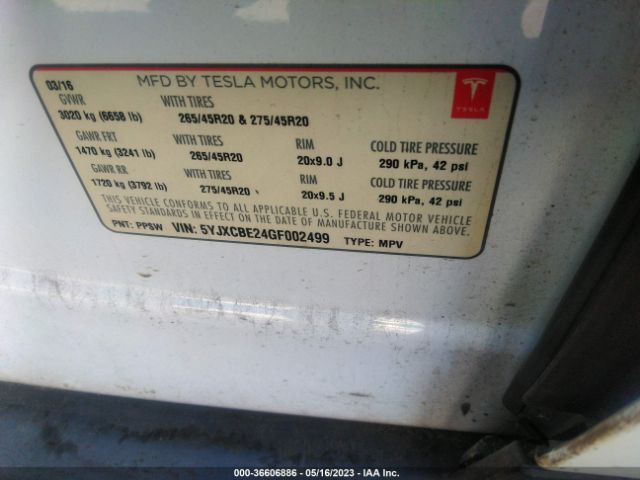 03/16 MFD BY TESLA MOTORS, INC.
GVWR WITH TIRES
3020 kg (6658 lb) 265/45R20 & 275/45R20
GAWR FRT WITH TIRES RIM COLD TIRE PRESSURE
1470 kg (3241 lb) 265/45R20 20x9.0 J 290 kPa, 42 psi
GAWR RR WITH TIRES RIM COLD TIRE PRESSURE
1720 kg (3792 lb) 275/45R20 20x9.5 J 290 kPa, 42 psi
THIS VEHICLE CONFORMS TO ALL APPLICABLE U.S. FEDERAL MOTOR VEHICLE
SAFETY STANDARDS IN EFFECT ON THE DATE OF MANUFACTURE SHOWN ABOVE.
PNT: PPSW VIN: 5YJXCBE24GF002499 TYPE: MPV
TESLA
000-36606886 - 05/16/2023 - IAA Inc.